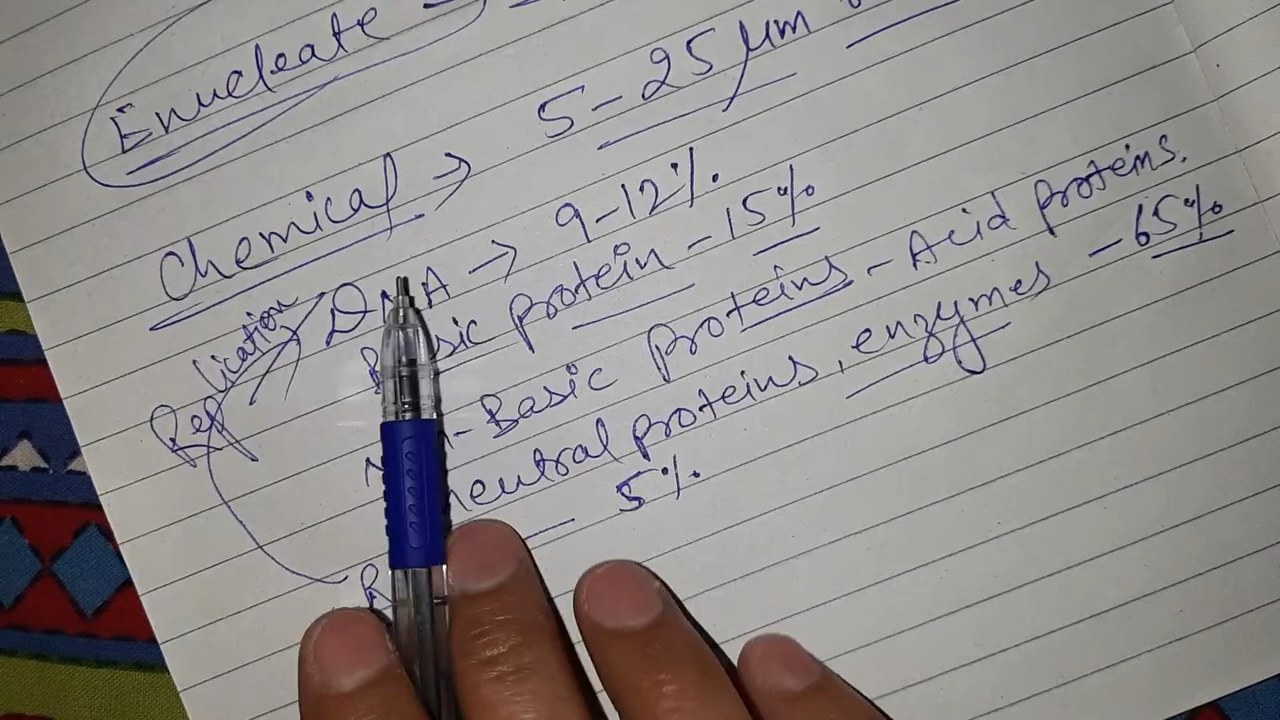 Enucleate
5-25 μm
Chemical →
Replication
DNA → 9-12%.
Basic protein - 15%
Non-Basic Proteins - Acid proteins.
neutral proteins, enzymes - 65%
5%.